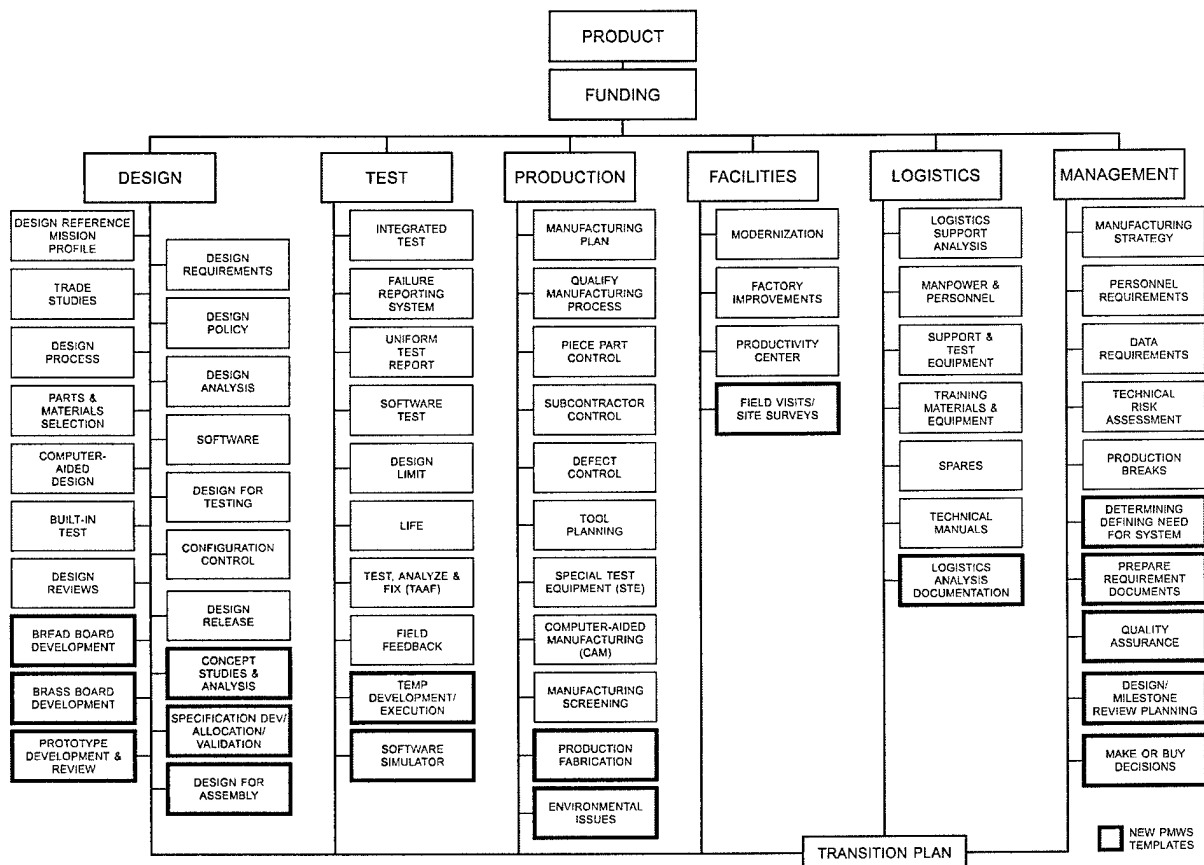 PRODUCT
FUNDING
DESIGN
TEST
PRODUCTION
FACILITIES
LOGISTICS
MANAGEMENT
DESIGN REFERENCE
MISSION
PROFILE
TRADE
STUDIES
DESIGN
PROCESS
PARTS &
MATERIALS
SELECTION
COMPUTER-
AIDED
DESIGN
BUILT-IN
TEST
DESIGN
REVIEWS
BREAD BOARD
DEVELOPMENT
BRASS BOARD
DEVELOPMENT
PROTOTYPE
DEVELOPMENT &
REVIEW
DESIGN
REQUIREMENTS
DESIGN
POLICY
DESIGN
ANALYSIS
SOFTWARE
DESIGN FOR
TESTING
CONFIGURATION
CONTROL
DESIGN
RELEASE
CONCEPT
STUDIES &
ANALYSIS
SPECIFICATION DEV/
ALLOCATION/
VALIDATION
DESIGN FOR
ASSEMBLY
INTEGRATED
TEST
FAILURE
REPORTING
SYSTEM
UNIFORM
TEST
REPORT
SOFTWARE
TEST
DESIGN
LIMIT
LIFE
TEST, ANALYZE &
FIX (TAAF)
FIELD
FEEDBACK
TEMP
DEVELOPMENT/
EXECUTION
SOFTWARE
SIMULATOR
MANUFACTURING
PLAN
QUALIFY
MANUFACTURING
PROCESS
PIECE PART
CONTROL
SUBCONTRACTOR
CONTROL
DEFECT
CONTROL
TOOL
PLANNING
SPECIAL TEST
EQUIPMENT (STE)
COMPUTER-AIDED
MANUFACTURING
(CAM)
MANUFACTURING
SCREENING
PRODUCTION
FABRICATION
ENVIRONMENTAL
ISSUES
MODERNIZATION
FACTORY
IMPROVEMENTS
PRODUCTIVITY
CENTER
FIELD VISITS/
SITE SURVEYS
LOGISTICS
SUPPORT
ANALYSIS
MANPOWER &
PERSONNEL
SUPPORT
& TEST
EQUIPMENT
TRAINING
MATERIALS &
EQUIPMENT
SPARES
TECHNICAL
MANUALS
LOGISTICS
ANALYSIS
DOCUMENTATION
MANUFACTURING
STRATEGY
PERSONNEL
REQUIREMENTS
DATA
REQUIREMENTS
TECHNICAL
RISK
ASSESSMENT
PRODUCTION
BREAKS
DETERMINING
DEFINING NEED
FOR SYSTEM
PREPARE
REQUIREMENT
DOCUMENTS
QUALITY
ASSURANCE
DESIGN/
MILESTONE
REVIEW PLANNING
MAKE OR BUY
DECISIONS
TRANSITION PLAN
NEW PMWS
TEMPLATES